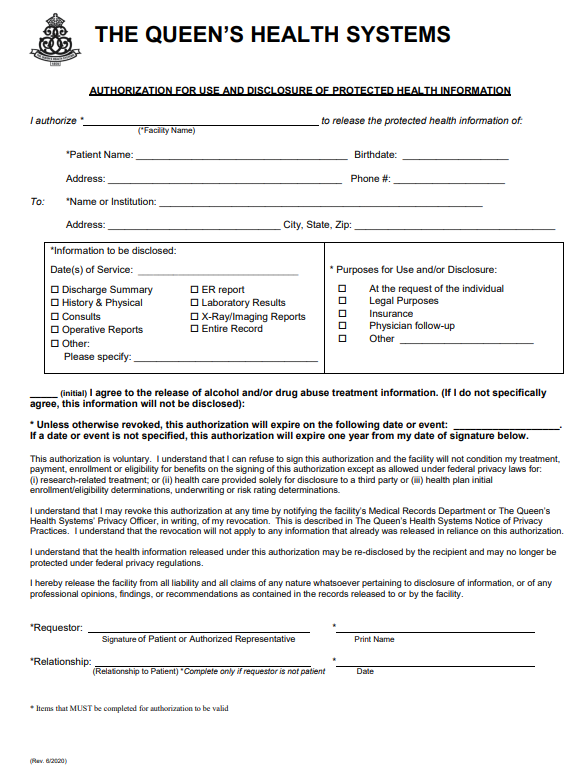 THE QUEEN'S HEALTH SYSTEMS
AUTHORIZATION FOR USE AND DISCLOSURE OF PROTECTED HEALTH INFORMATION
I authorize *______________________ to release the protected health information of:
(*Facility Name)
*Patient Name: ______________________ Birthdate: ______________________
Address: ______________________ Phone #: ______________________
To: *Name or Institution: ______________________
Address: ______________________ City, State, Zip: ______________________
*Information to be disclosed:
Date(s) of Service: ______________________
☐ Discharge Summary ☐ ER report
☐ History & Physical ☐ Laboratory Results
☐ Consults ☐ X-Ray/Imaging Reports
☐ Operative Reports ☐ Entire Record
☐ Other:
Please specify: ______________________
* Purposes for Use and/or Disclosure:
☐ At the request of the individual
☐ Legal Purposes
☐ Insurance
☐ Physician follow-up
☐ Other ______________________
_____ (initial) I agree to the release of alcohol and/or drug abuse treatment information. (If I do not specifically
agree, this information will not be disclosed):
* Unless otherwise revoked, this authorization will expire on the following date or event: ___________________.
If a date or event is not specified, this authorization will expire one year from my date of signature below.
This authorization is voluntary. I understand that I can refuse to sign this authorization and the facility will not condition my treatment,
payment, enrollment or eligibility for benefits on the signing of this authorization except as allowed under federal privacy laws for:
(i) research-related treatment; or (ii) health care provided solely for disclosure to a third party or (iii) health plan initial
enrollment/eligibility determinations, underwriting or risk rating determinations.
I understand that I may revoke this authorization at any time by notifying the facility's Medical Records Department or The Queen's
Health Systems' Privacy Officer, in writing, of my revocation. This is described in The Queen's Health Systems Notice of Privacy
Practices. I understand that the revocation will not apply to any information that already was released in reliance on this authorization.
I understand that the health information released under this authorization may be re-disclosed by the recipient and may no longer be
protected under federal privacy regulations.
I hereby release the facility from all liability and all claims of any nature whatsoever pertaining to disclosure of information, or of any
professional opinions, findings, or recommendations as contained in the records released to or by the facility.
*Requestor: ______________________ *______________________
Signature of Patient or Authorized Representative Print Name
*Relationship: ______________________ *______________________
(Relationship to Patient) *Complete only if requestor is not patient Date
* Items that MUST be completed for authorization to be valid
(Rev. 6/2020)